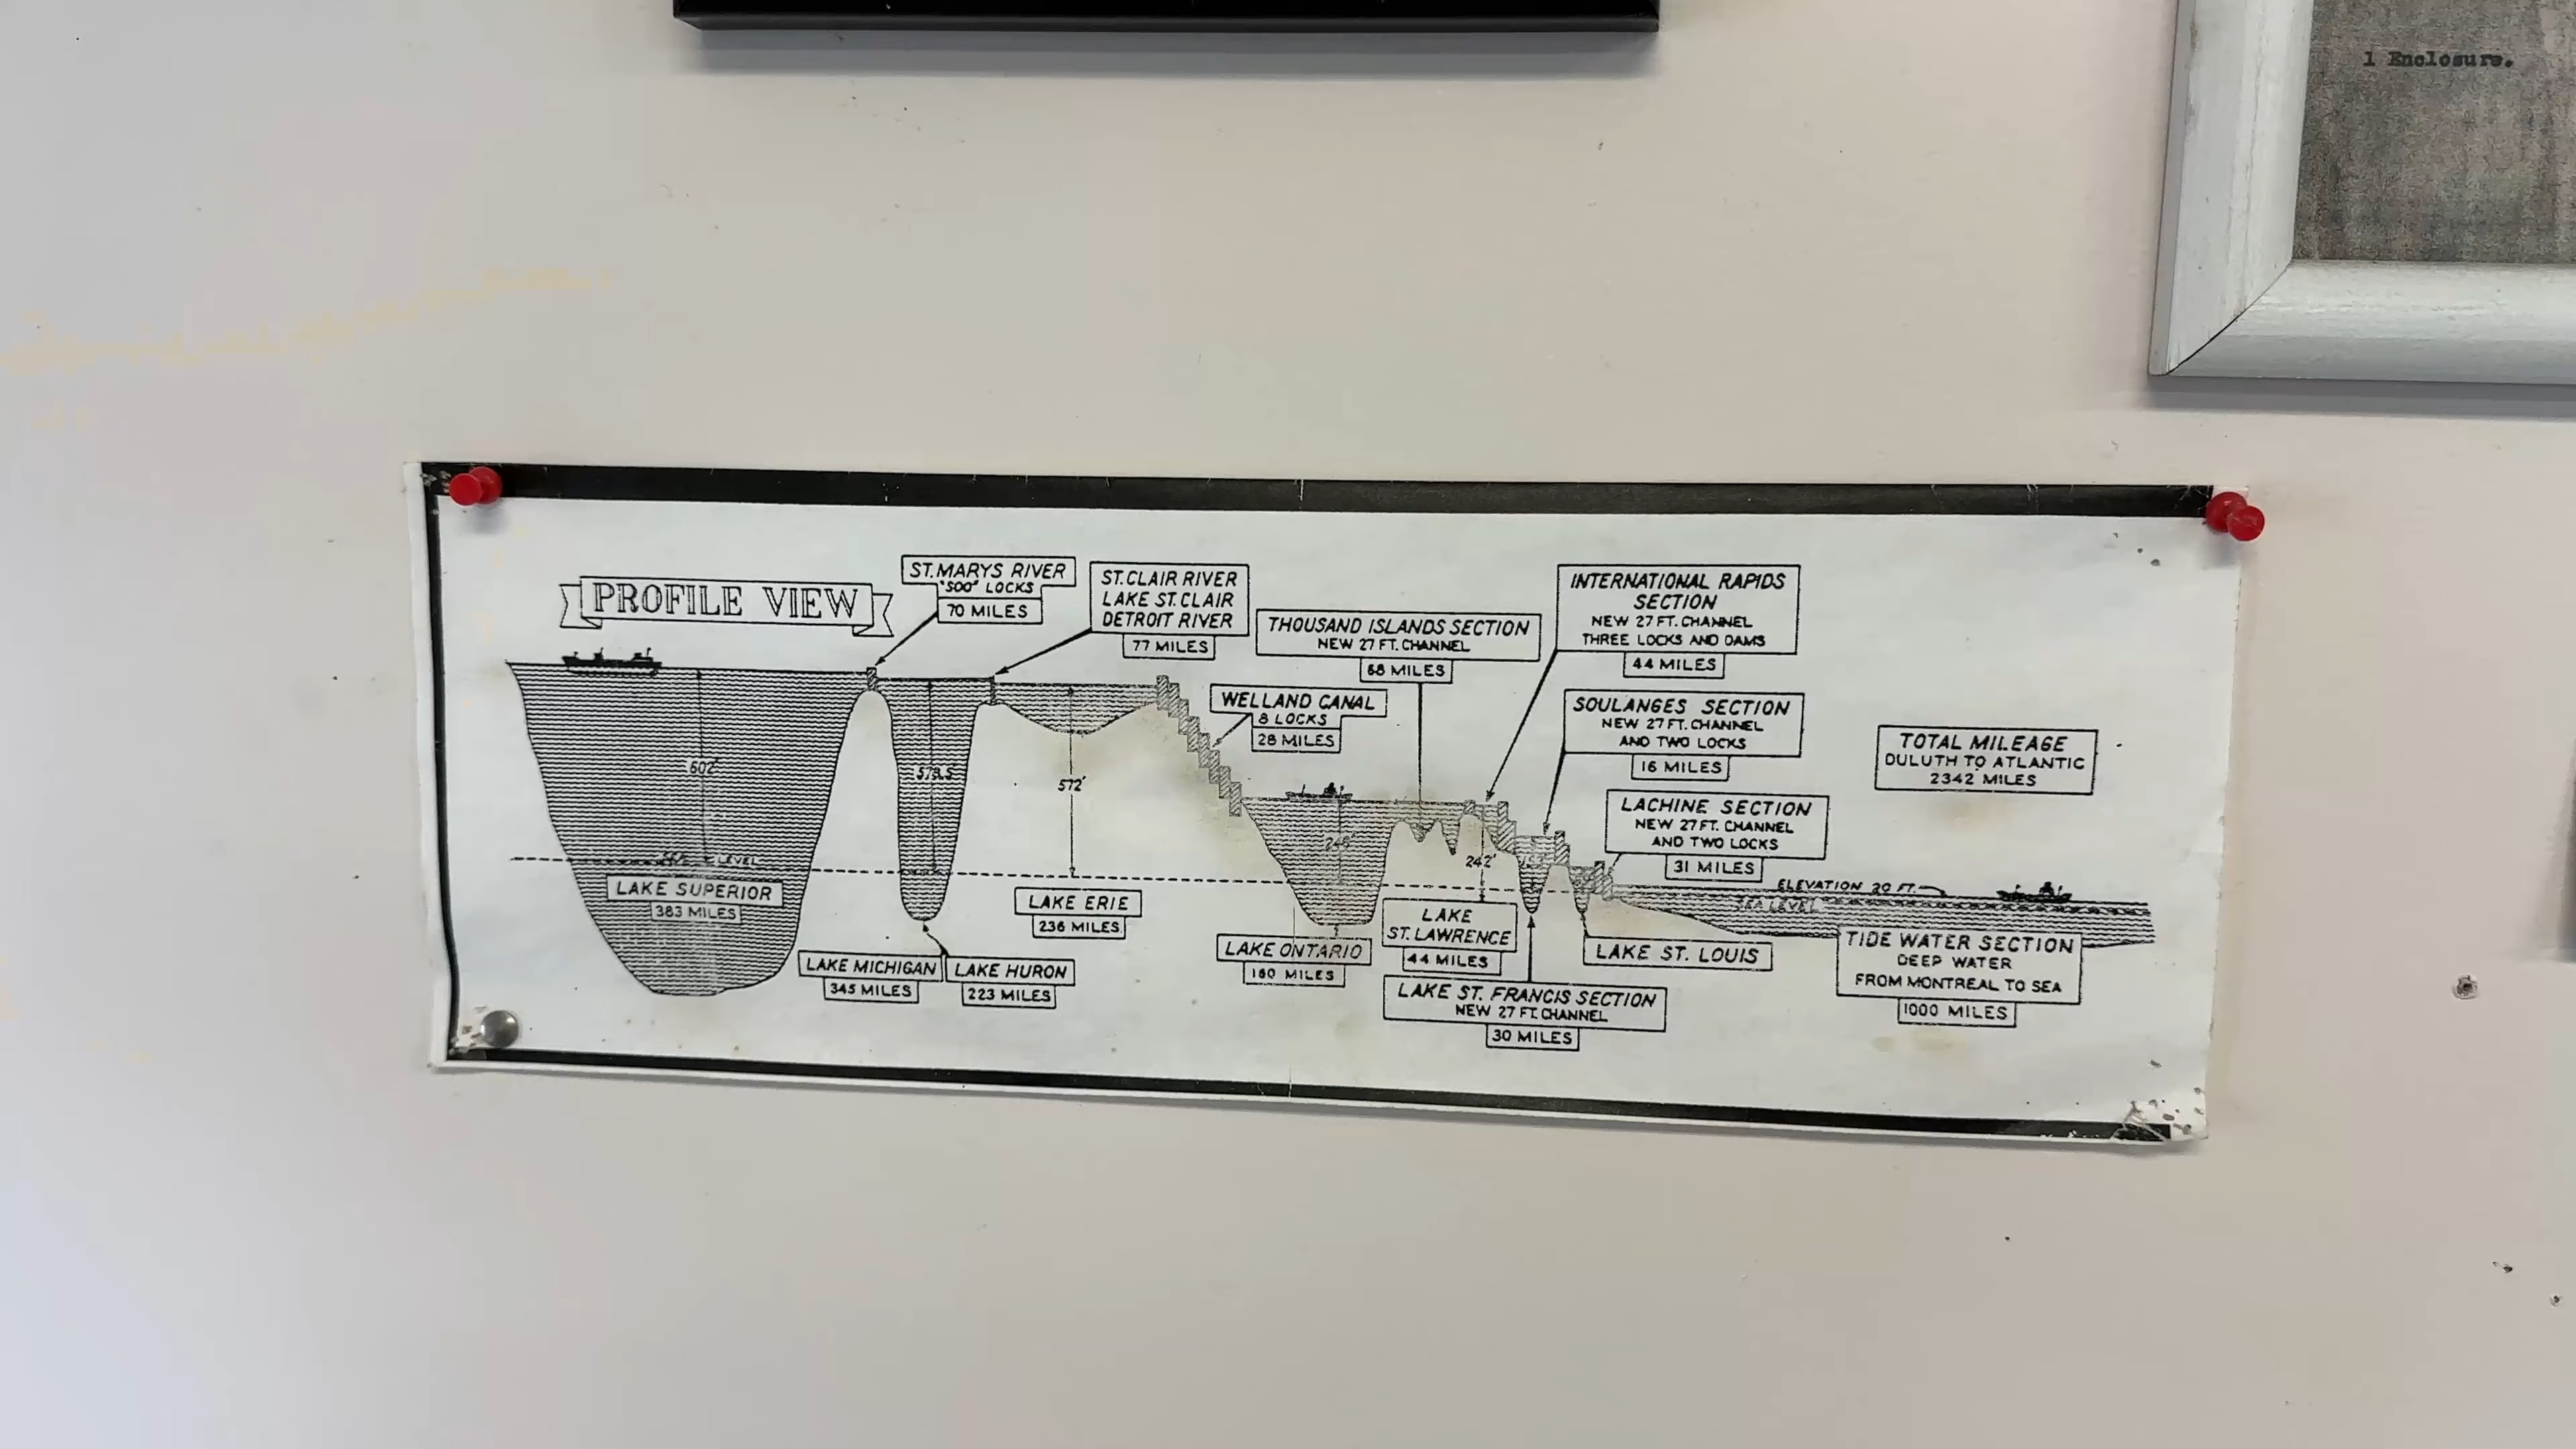 1 Enclosure.
PROFILE VIEW
ST. MARYS RIVER
"SOO" LOCKS
70 MILES
ST. CLAIR RIVER
LAKE ST. CLAIR
DETROIT RIVER
77 MILES
THOUSAND ISLANDS SECTION
NEW 27 FT. CHANNEL
68 MILES
INTERNATIONAL RAPIDS
SECTION
NEW 27 FT. CHANNEL
THREE LOCKS AND DAMS
44 MILES
WELLAND CANAL
8 LOCKS
28 MILES
SOULANGES SECTION
NEW 27 FT. CHANNEL
AND TWO LOCKS
16 MILES
TOTAL MILEAGE
DULUTH TO ATLANTIC
2342 MILES
LACHINE SECTION
NEW 27 FT. CHANNEL
AND TWO LOCKS
31 MILES
602'
572'
242'
LEVEL
ELEVATION 20 FT.
SEA LEVEL
LAKE SUPERIOR
383 MILES
LAKE MICHIGAN
345 MILES
LAKE HURON
223 MILES
LAKE ERIE
236 MILES
LAKE ONTARIO
160 MILES
LAKE
ST. LAWRENCE
44 MILES
LAKE ST. FRANCIS SECTION
NEW 27 FT. CHANNEL
30 MILES
LAKE ST. LOUIS
TIDE WATER SECTION
DEEP WATER
FROM MONTREAL TO SEA
1000 MILES